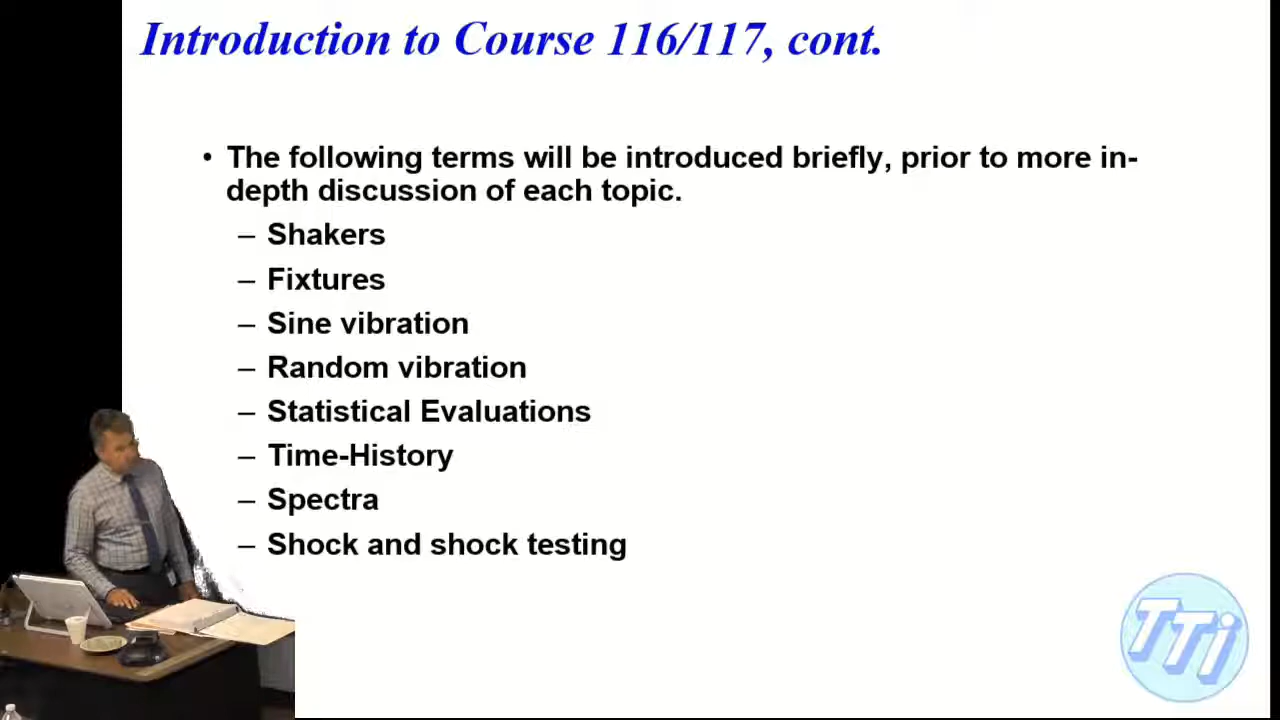 Introduction to Course 116/117, cont.
• The following terms will be introduced briefly, prior to more in-
depth discussion of each topic.
– Shakers
– Fixtures
– Sine vibration
– Random vibration
– Statistical Evaluations
– Time-History
– Spectra
– Shock and shock testing
TTi